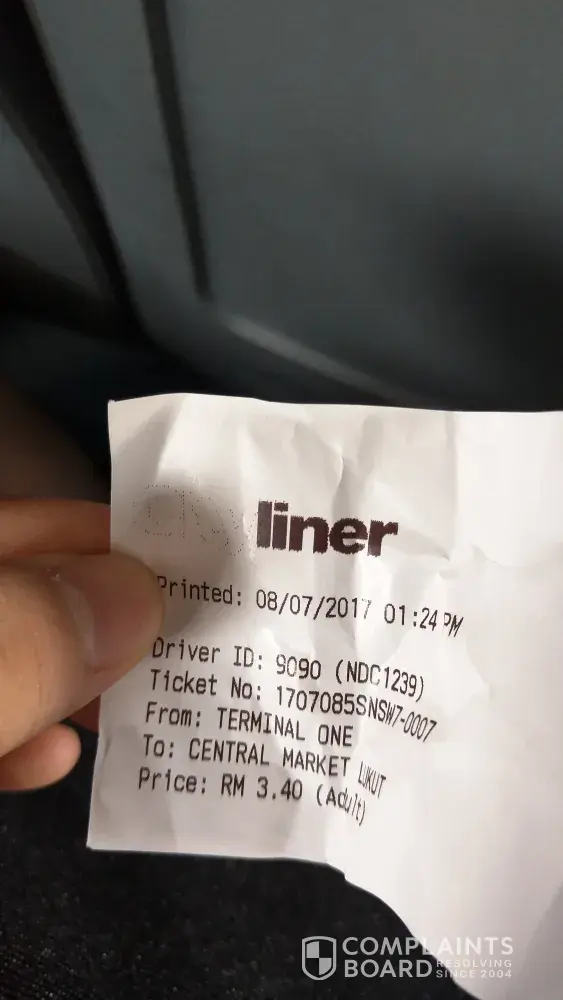 liner
Printed: 08/07/2017 01:24 PM
Driver ID: 9090 (NDC1239)
Ticket No: 1707085SNSW7-0007
From: TERMINAL ONE
To: CENTRAL MARKET LUKUT
Price: RM 3.40 (Adult)
COMPLAINTS
BOARD RESOLVING
SINCE 2004